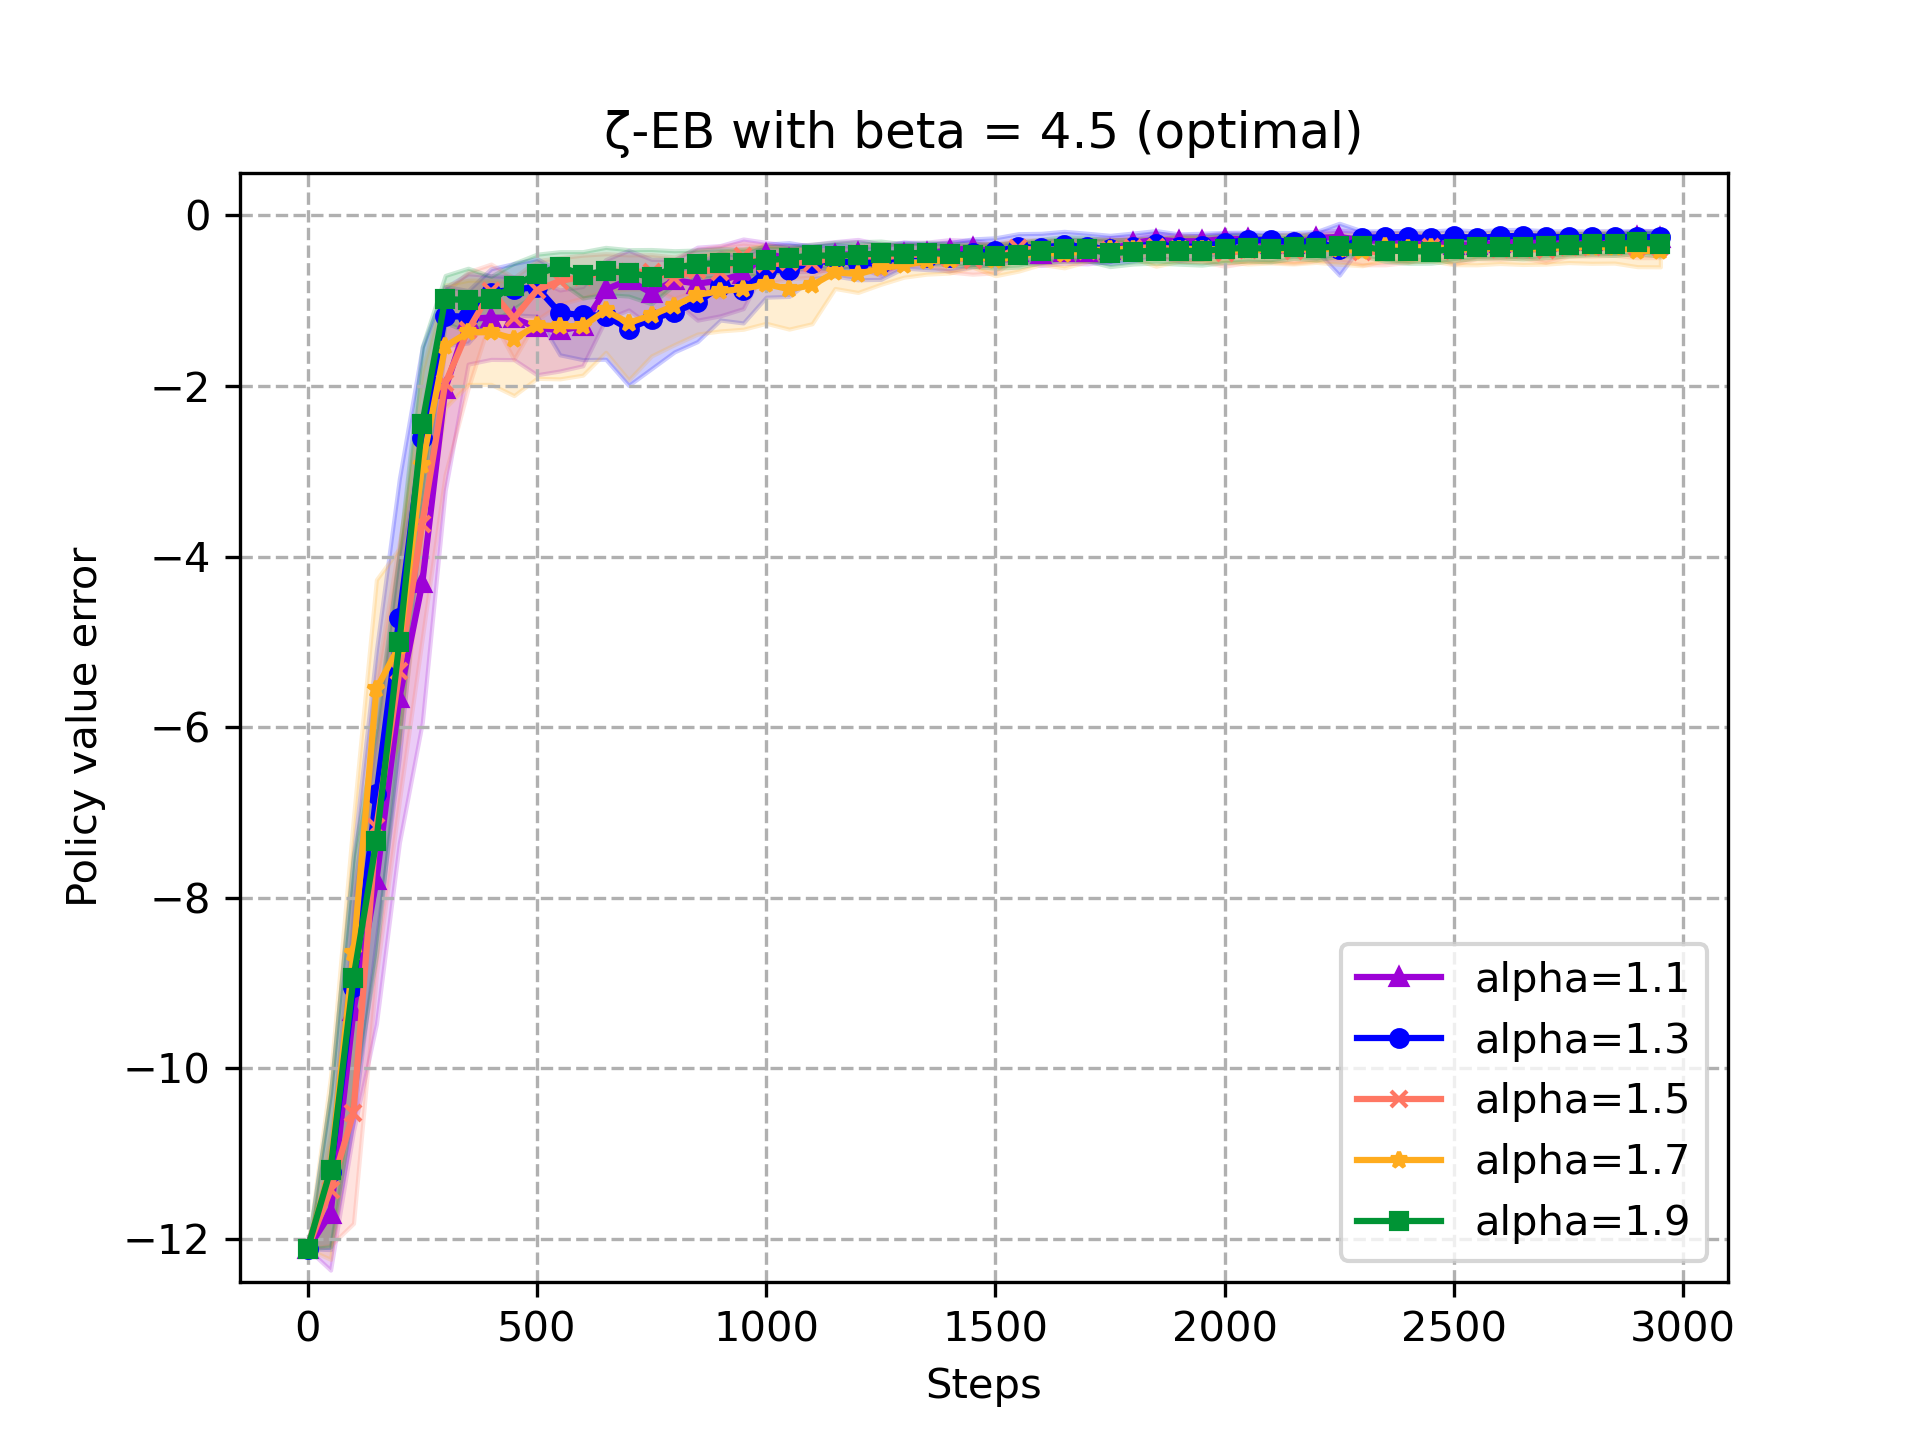 ζ-EB with beta = 4.5 (optimal)
0
−2
−4
−6
−8
−10
−12
Policy value error
alpha=1.1
alpha=1.3
alpha=1.5
alpha=1.7
alpha=1.9
0 500 1000 1500 2000 2500 3000
Steps